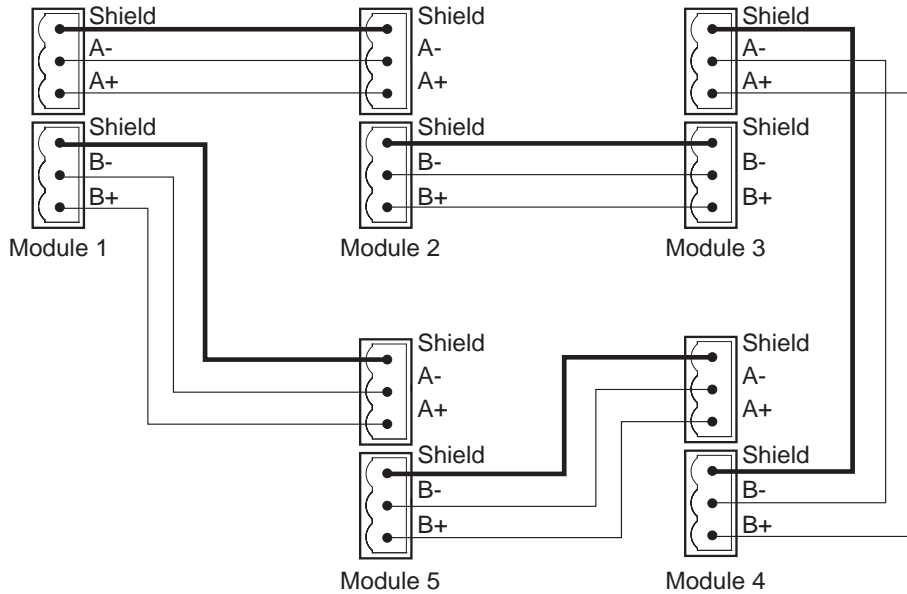 Shield
A-
A+
Shield
B-
B+
Module 1
Shield
A-
A+
Shield
B-
B+
Module 2
Shield
A-
A+
Shield
B-
B+
Module 3
Shield
A-
A+
Shield
B-
B+
Module 5
Shield
A-
A+
Shield
B-
B+
Module 4